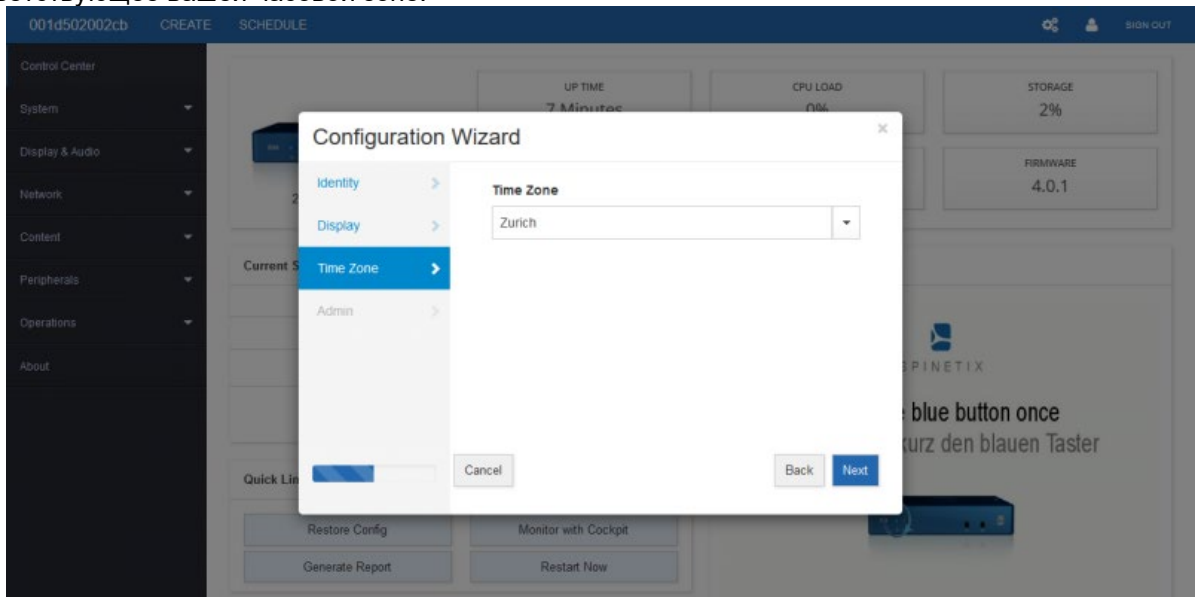 001d502002cb CREATE SCHEDULE SIGN OUT
Control Center
System
Display & Audio
Network
Content
Peripherals
Operations
About
UP TIME
7 Minutes
CPU LOAD
0%
STORAGE
2%
FIRMWARE
4.0.1
Configuration Wizard
×
Identity
Display
Time Zone
Admin
Time Zone
Zurich
Cancel
Back
Next
Current S
SPINETIX
blue button once
kurz den blauen Taster
Quick Lin
Restore Config
Monitor with Cockpit
Generate Report
Restart Now